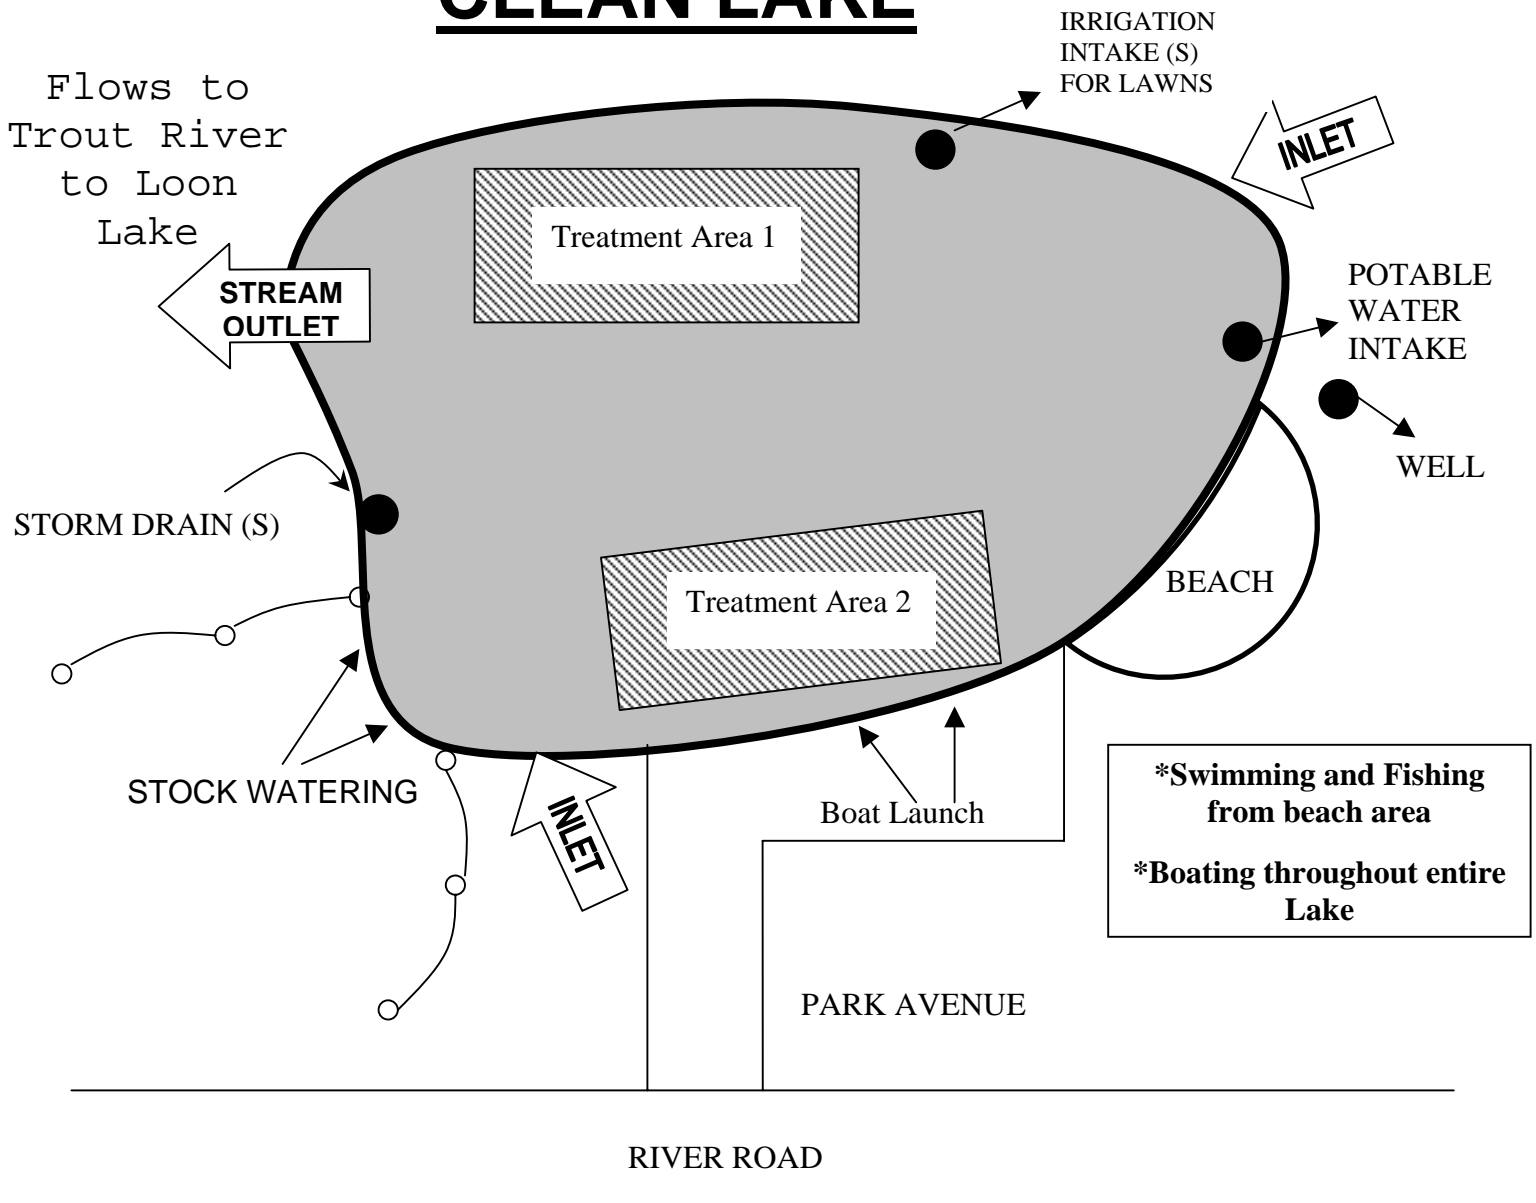 CLEAN LAKE
IRRIGATION
INTAKE (S)
FOR LAWNS
Flows to
Trout River
to Loon
Lake
INLET
Treatment Area 1
STREAM
OUTLET
POTABLE
WATER
INTAKE
WELL
STORM DRAIN (S)
BEACH
Treatment Area 2
STOCK WATERING
INLET
Boat Launch
*Swimming and Fishing
from beach area
*Boating throughout entire
Lake
PARK AVENUE
RIVER ROAD